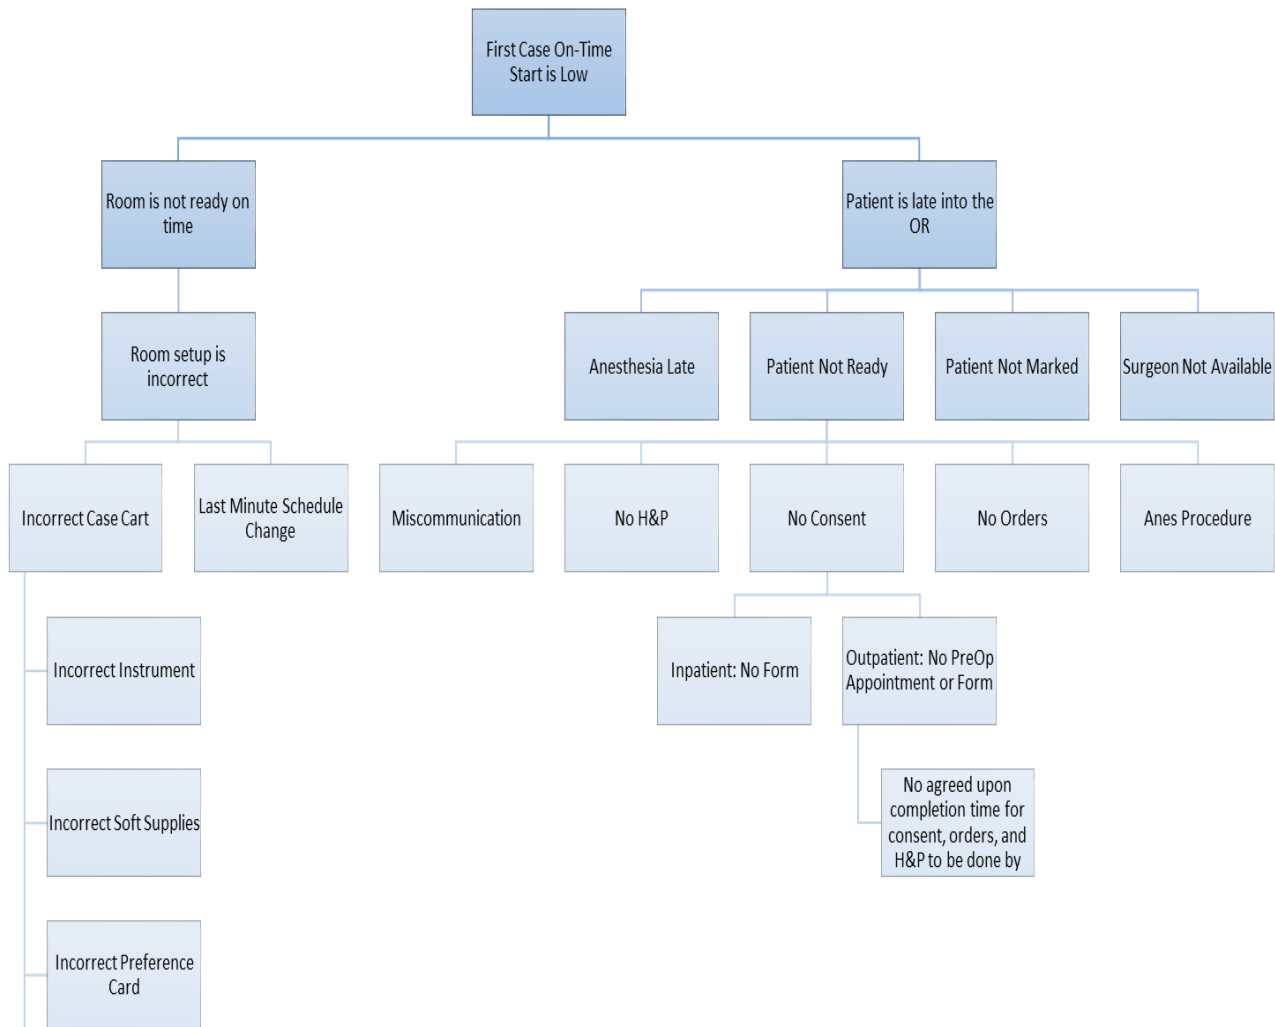 First Case On-Time
Start is Low
Room is not ready on
time
Patient is late into the
OR
Room setup is
incorrect
Anesthesia Late
Patient Not Ready
Patient Not Marked
Surgeon Not Available
Incorrect Case Cart
Last Minute Schedule
Change
Miscommunication
No H&P
No Consent
No Orders
Anes Procedure
Incorrect Instrument
Inpatient: No Form
Outpatient: No PreOp
Appointment or Form
Incorrect Soft Supplies
No agreed upon
completion time for
consent, orders, and
H&P to be done by
Incorrect Preference
Card